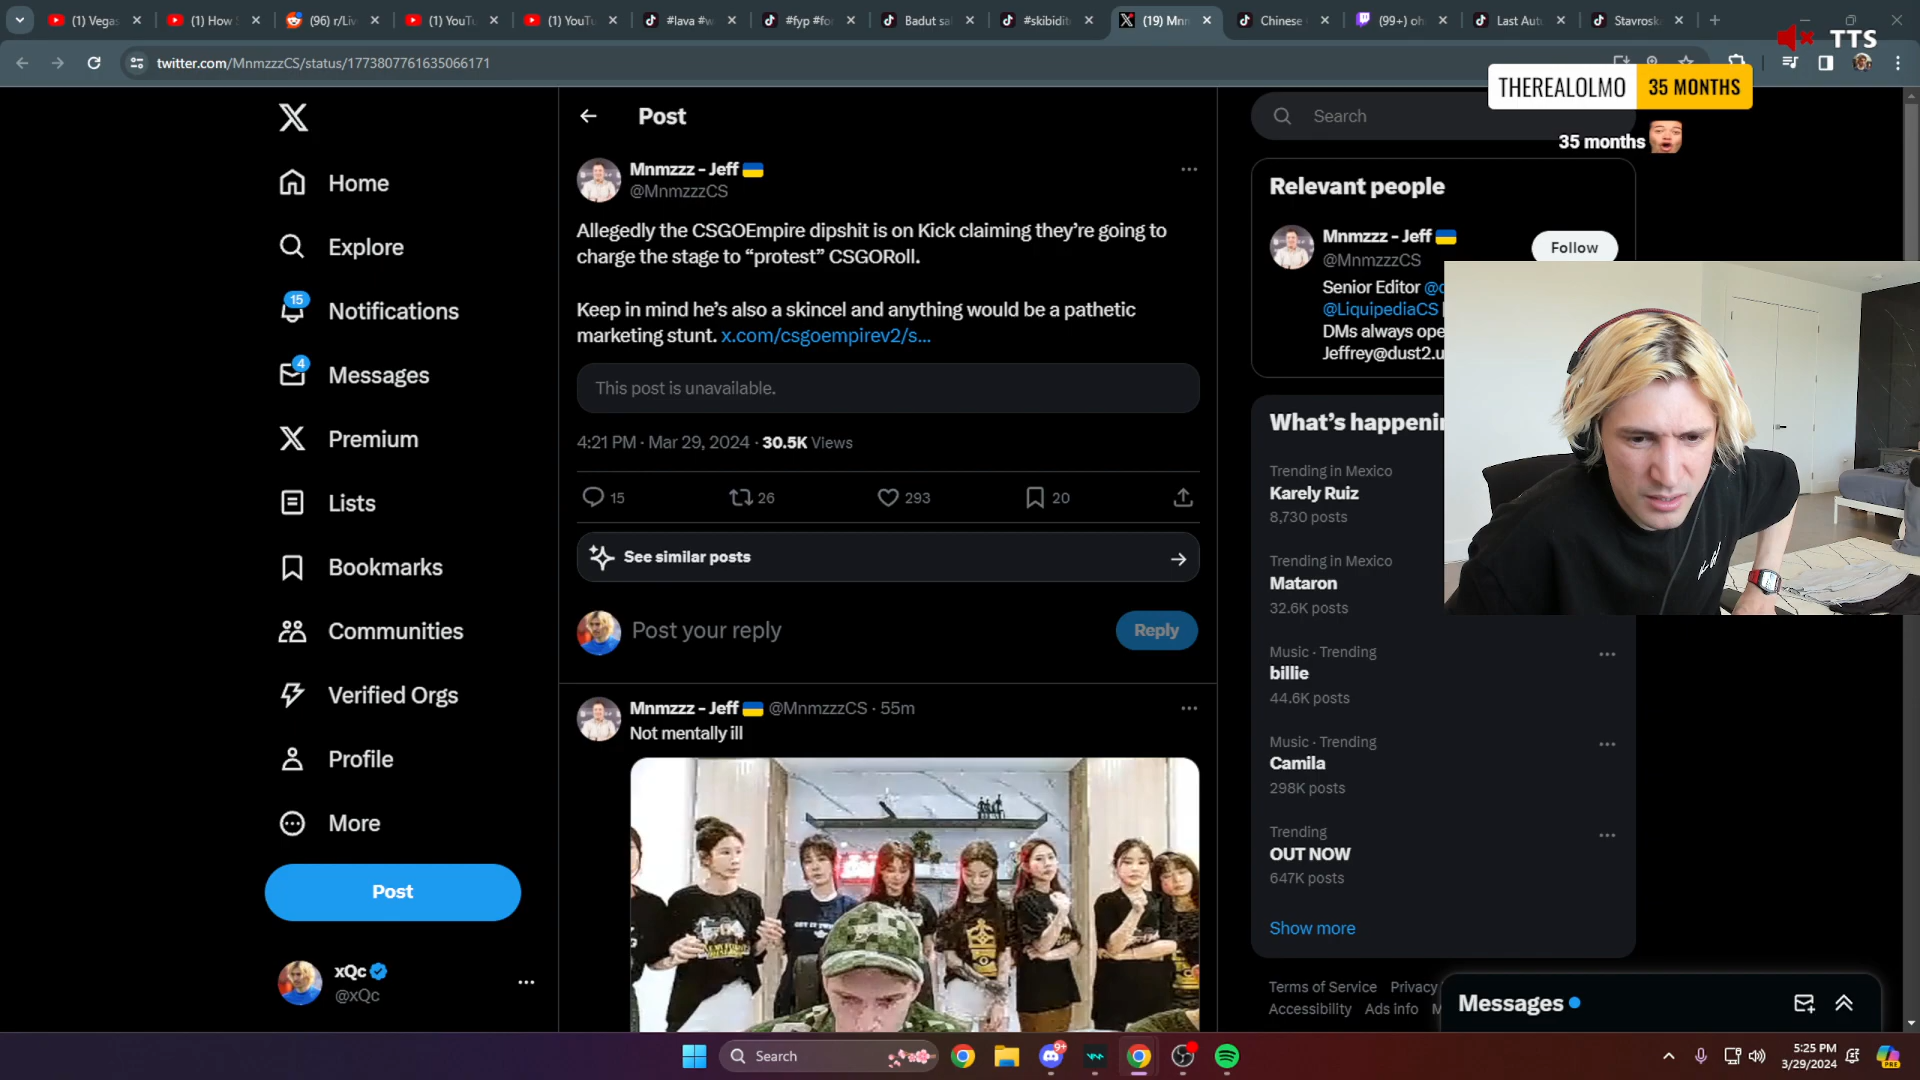 (1) Vegas
(1) How
(96) r/Liv
(1) YouTu
(1) YouTu
#lava #w
#fyp #fo
Badut sa
#skibidit
(19) Mnm
Chinese
(99+) oh
Last Aut
Stavrosk
TTS
twitter.com/MnmzzzCS/status/1773807761635066171
THEREALOLMO 35 MONTHS
35 months
Home
Explore
15
Notifications
4
Messages
Premium
Lists
Bookmarks
Communities
Verified Orgs
Profile
More
Post
xQc
@xQc
Post
Mnmzzz - Jeff
@MnmzzzCS
Allegedly the CSGOEmpire dipshit is on Kick claiming they're going to
charge the stage to "protest" CSGORoll.
Keep in mind he's also a skincel and anything would be a pathetic
marketing stunt. x.com/csgoempirev2/s...
This post is unavailable.
4:21 PM · Mar 29, 2024 · 30.5K Views
15 26 293 20
See similar posts
Post your reply
Reply
Mnmzzz - Jeff @MnmzzzCS · 55m
Not mentally ill
Search
Relevant people
Mnmzzz - Jeff
@MnmzzzCS
Follow
Senior Editor
@LiquipediaCS
DMs always ope
Jeffrey@dust2.u
What's happenin
Trending in Mexico
Karely Ruiz
8,730 posts
Trending in Mexico
Mataron
32.6K posts
Music · Trending
billie
44.6K posts
Music · Trending
Camila
298K posts
Trending
OUT NOW
647K posts
Show more
Terms of Service Privacy
Accessibility Ads info
Messages
Search
9+
5:25 PM
3/29/2024
PRE